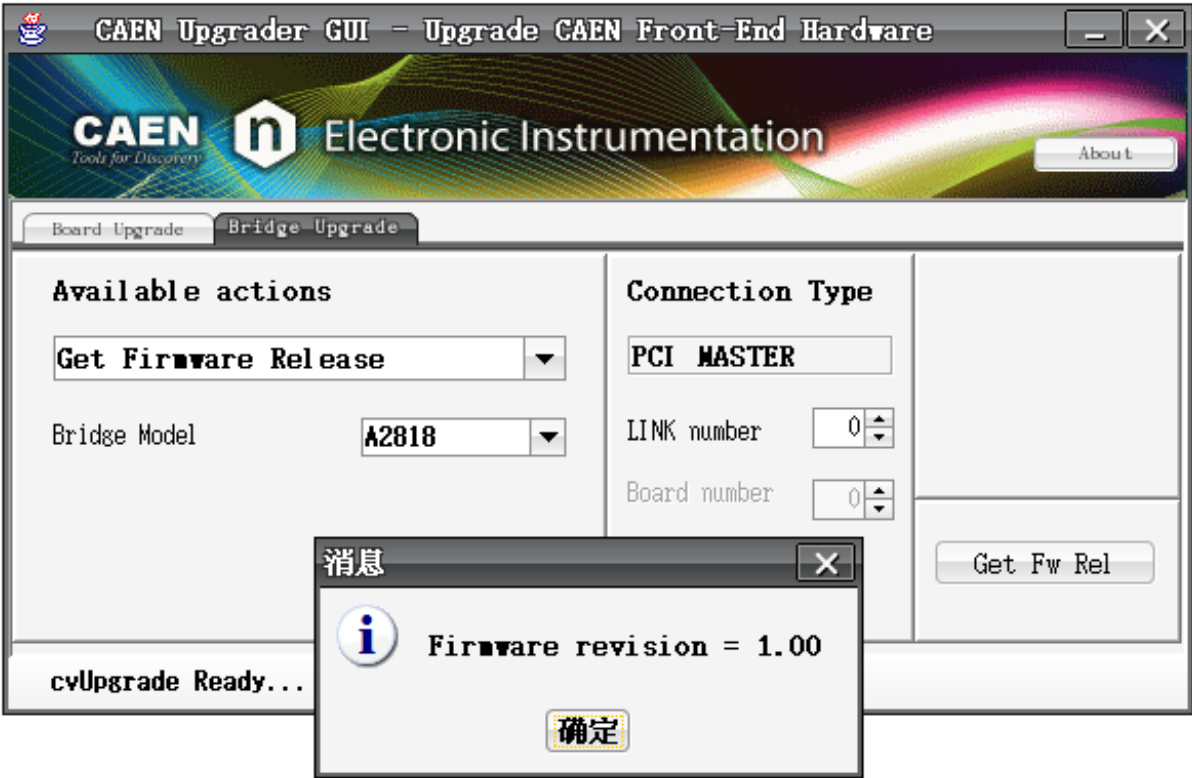 CAEN Upgrader GUI - Upgrade CAEN Front-End Hardware
CAEN n Electronic Instrumentation
Tools for Discovery
About
Board Upgrade Bridge Upgrade
Available actions
Get Firmware Release
Bridge Model A2818
Connection Type
PCI MASTER
LINK number 0
Board number 0
Get Fw Rel
消息
i Firmware revision = 1.00
确定
cvUpgrade Ready...